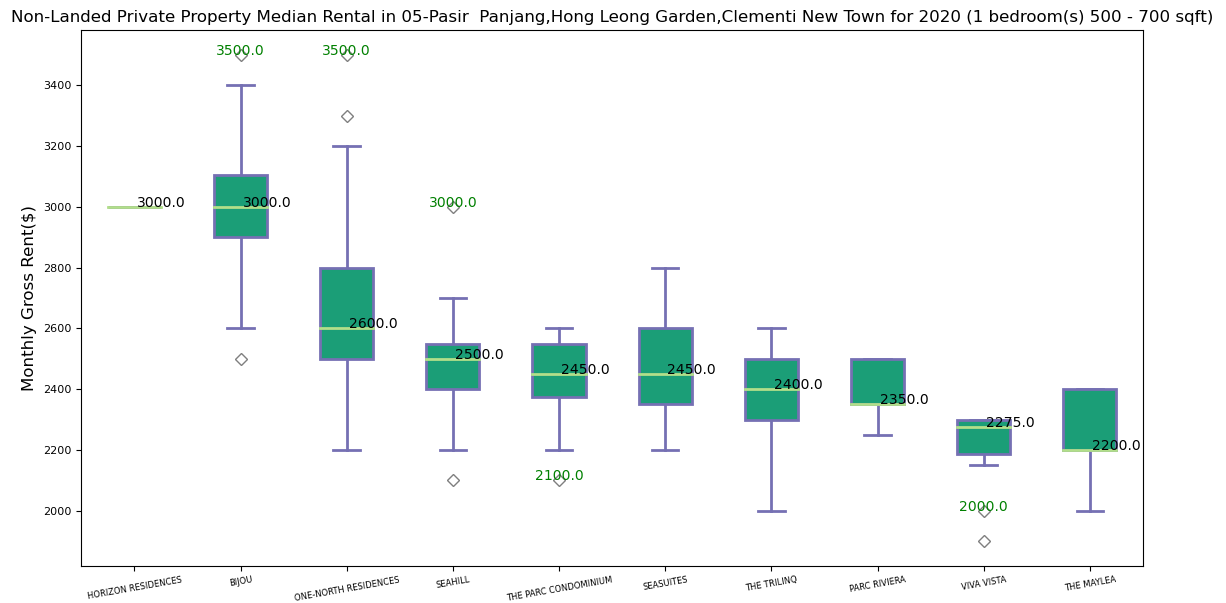 Non-Landed Private Property Median Rental in 05-Pasir  Panjang,Hong Leong Garden,Clementi New Town for 2020 (1 bedroom(s) 500 - 700 sqft)
Monthly Gross Rent($)
3400
3200
3000
2800
2600
2400
2200
2000
3500.0
3500.0
3000.0
3000.0
3000.0
2600.0
2500.0
2450.0
2450.0
2400.0
2350.0
2275.0
2200.0
2100.0
2000.0
HORIZON RESIDENCES
BIJOU
ONE-NORTH RESIDENCES
SEAHILL
THE PARC CONDOMINIUM
SEASUITES
THE TRILINQ
PARC RIVIERA
VIVA VISTA
THE MAYLEA